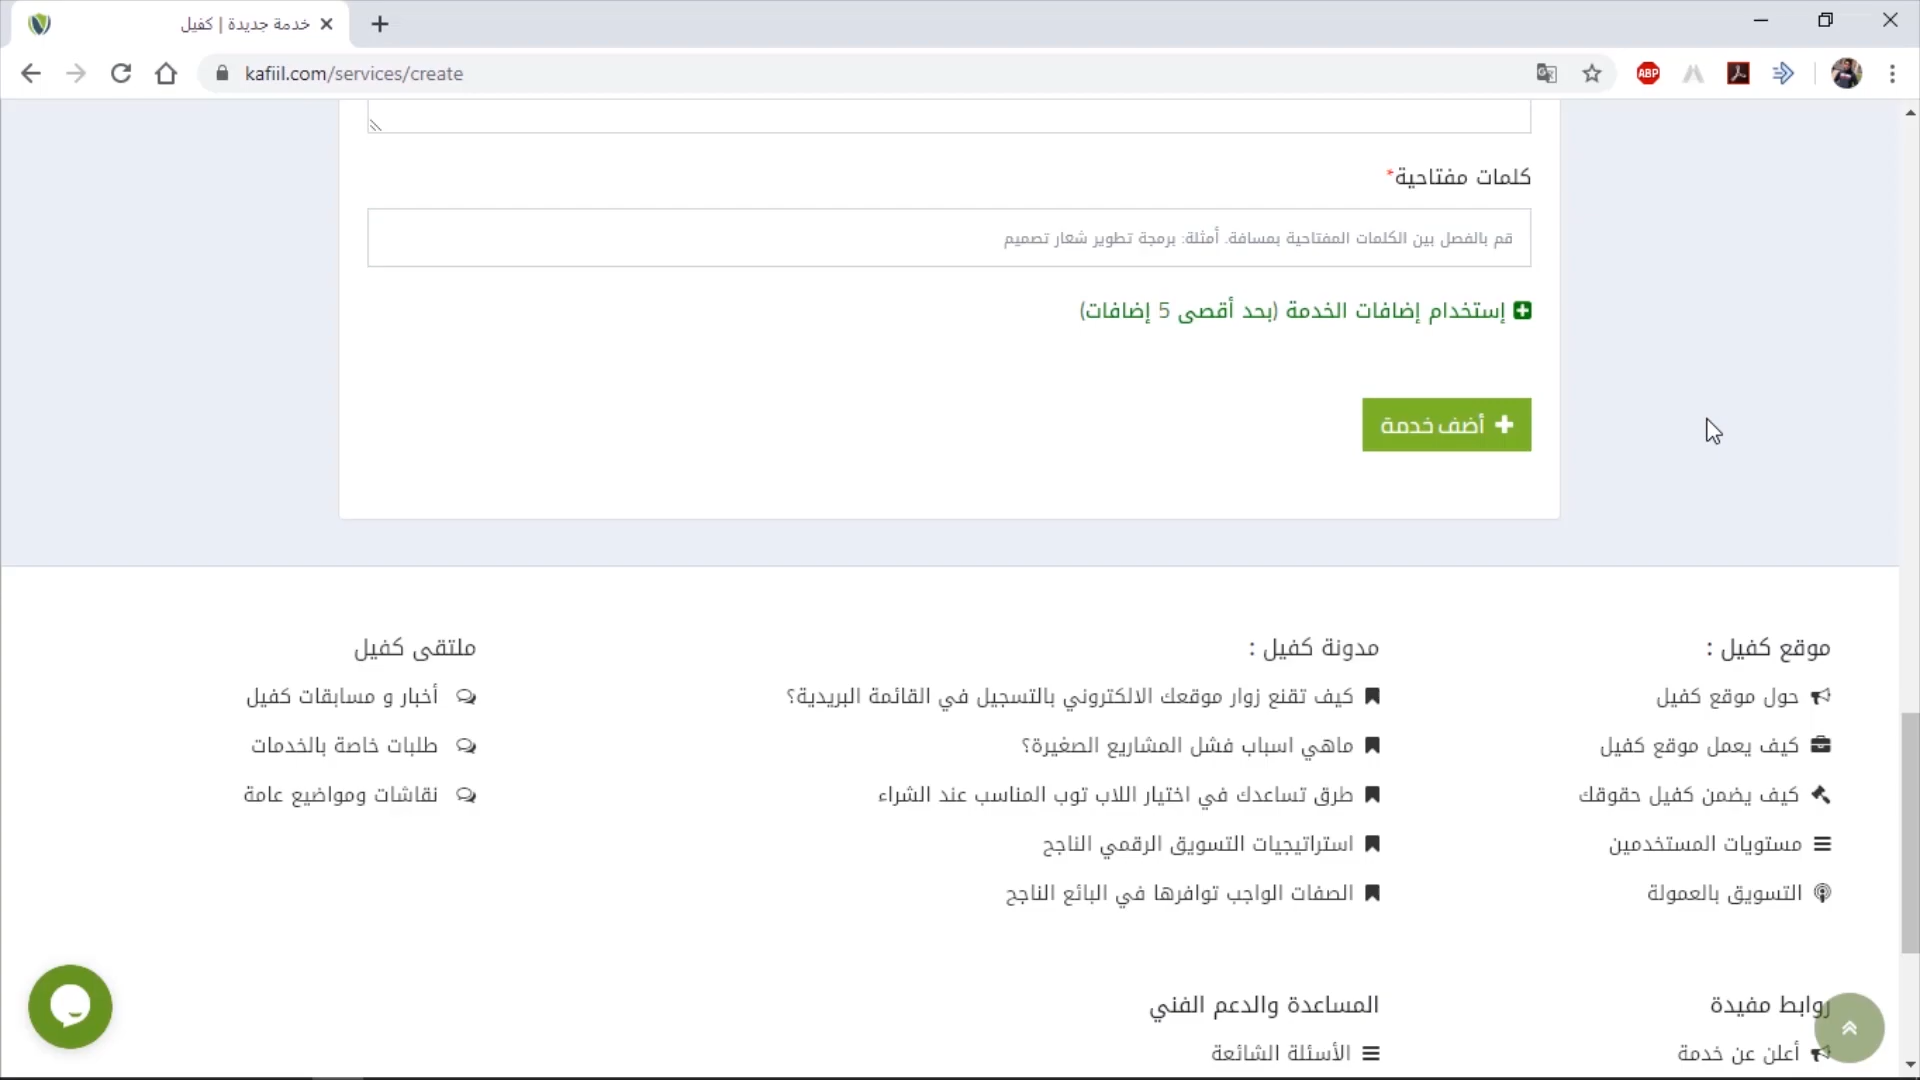 خدمة جديدة | كفيل
kafiil.com/services/create
ABP
كلمات مفتاحية*
قم بالفصل بين الكلمات المفتاحية بمسافة. أمثلة: برمجة تطوير شعار تصميم
إستخدام إضافات الخدمة (بحد أقصى 5 إضافات)
أضف خدمة
موقع كفيل :
حول موقع كفيل
كيف يعمل موقع كفيل
كيف يضمن كفيل حقوقك
مستويات المستخدمين
التسويق بالعمولة
مدونة كفيل :
كيف تقنع زوار موقعك الالكتروني بالتسجيل في القائمة البريدية؟
ماهي اسباب فشل المشاريع الصغيرة؟
طرق تساعدك في اختيار اللاب توب المناسب عند الشراء
استراتيجيات التسويق الرقمي الناجح
الصفات الواجب توافرها في البائع الناجح
ملتقى كفيل
أخبار و مسابقات كفيل
طلبات خاصة بالخدمات
نقاشات ومواضيع عامة
روابط مفيدة
أعلن عن خدمة
المساعدة والدعم الفني
الأسئلة الشائعة